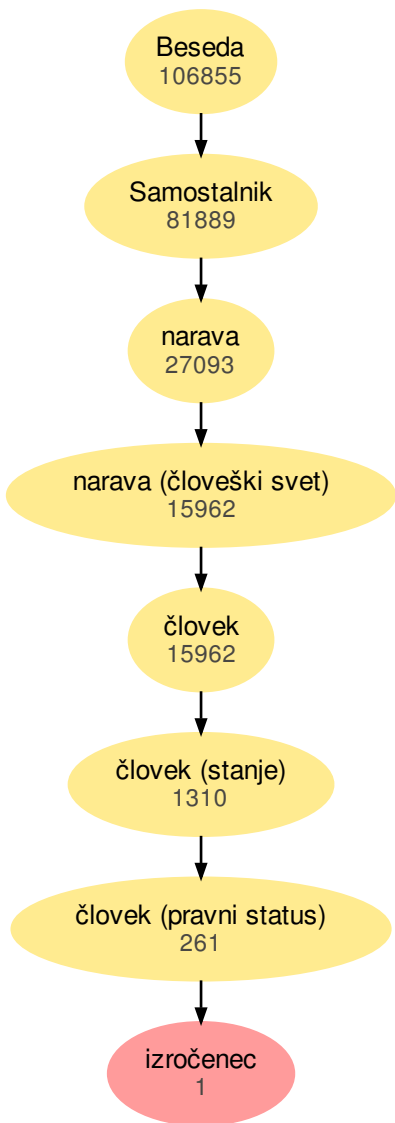 Beseda
106855
Samostalnik
81889
narava
27093
narava (človeški svet)
15962
človek
15962
človek (stanje)
1310
človek (pravni status)
261
izročenec
1